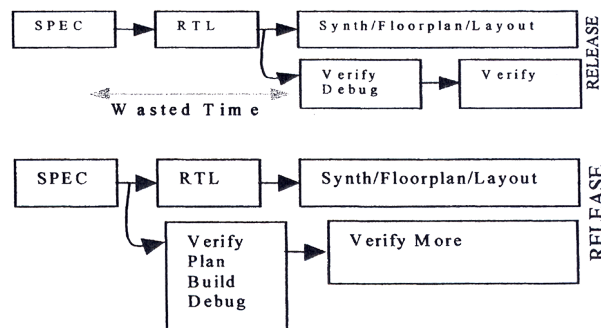 SPEC
RTL
Synth/Floorplan/Layout
RELEASE
Verify
Debug
Verify
Wasted Time
SPEC
RTL
Synth/Floorplan/Layout
RELEASE
Verify
Plan
Build
Debug
Verify More